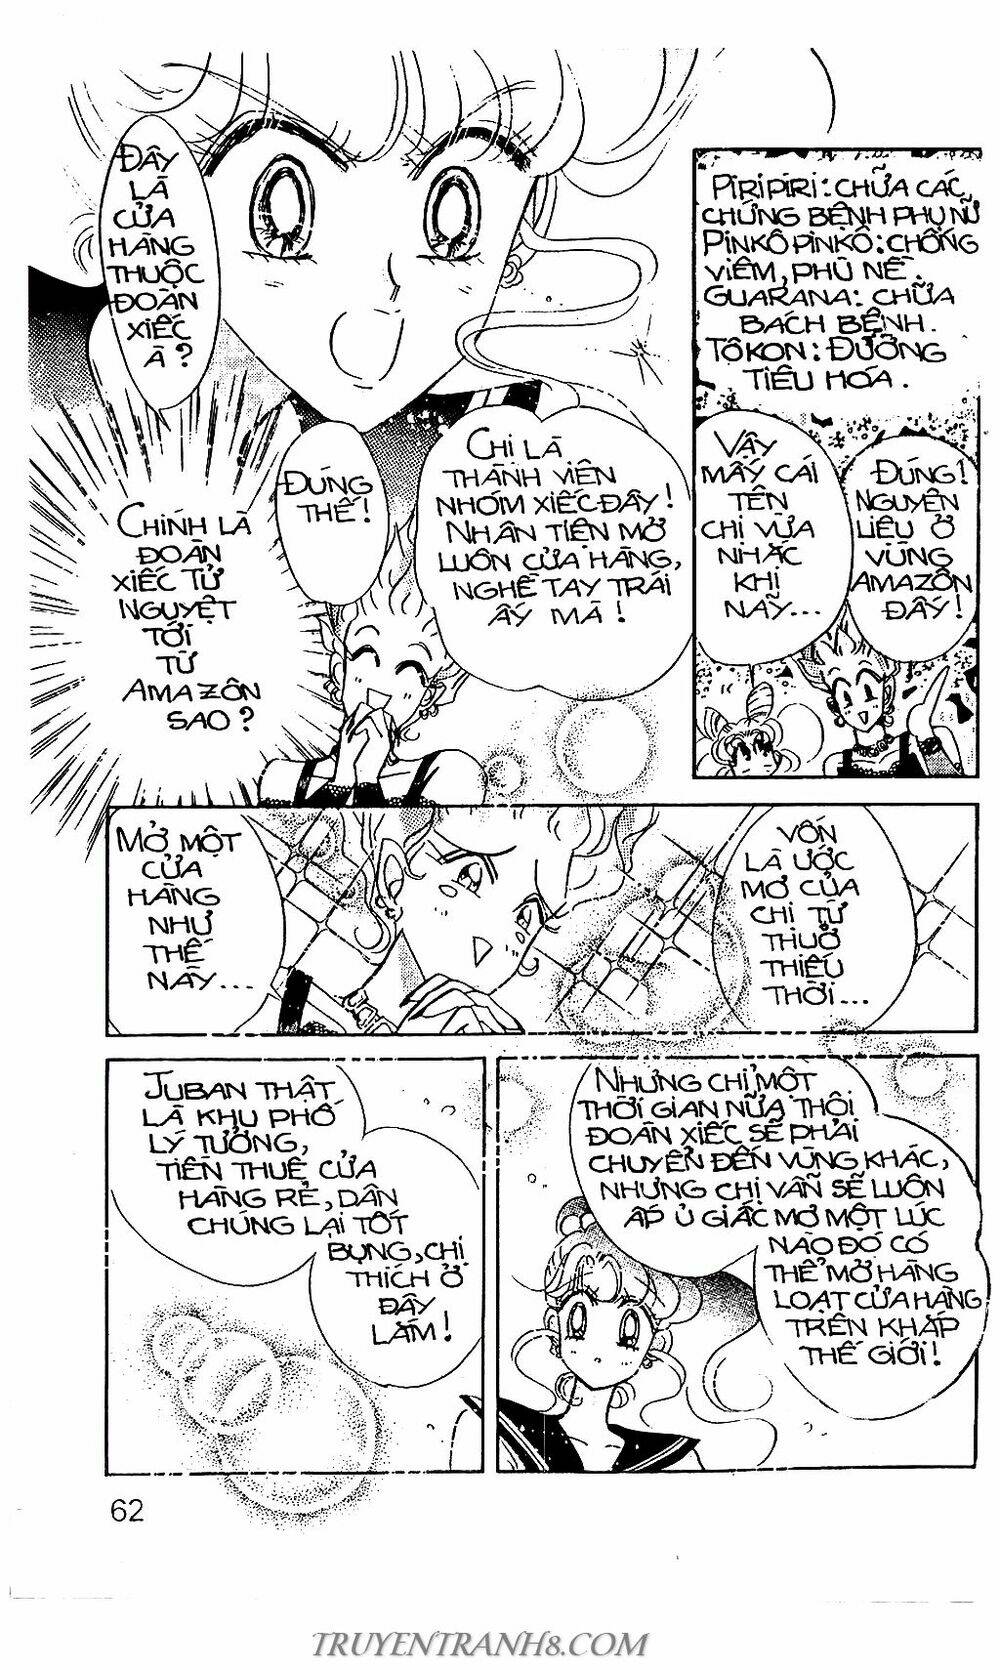 PIRIPIRI: CHỮA CÁC
CHỨNG BỆNH PHỤ NỮ
PINKÔ PINKÔ: CHỐNG
VIÊM, PHÙ NỀ.
GUARANA: CHỮA
BÁCH BỆNH.
TÔKON: ĐƯỜNG
TIÊU HÓA.
ĐÚNG!
NGUYÊN
LIỆU Ở
VÙNG
AMAZÔN
ĐẤY!
VẬY
MẤY CÁI
TÊN
CHỊ VỪA
NHẮC
KHI
NÃY...
ĐÂY
LÀ
CỬA
HÀNG
THUỘC
ĐOÀN
XIẾC
À?
CHỊ LÀ
THÀNH VIÊN
NHÓM XIẾC ĐÂY!
NHÂN TIỆN MỞ
LUÔN CỬA HÀNG,
NGHỀ TAY TRÁI
ẤY MÀ!
ĐÚNG
THẾ!
CHÍNH LÀ
ĐOÀN
XIẾC TỬ
NGUYỆT
TỚI
TỪ
AMAZÔN
SAO?
VỐN
LÀ ƯỚC
MƠ CỦA
CHỊ TỪ
THUỞ
THIẾU
THỜI...
MỞ MỘT
CỬA
HÀNG
NHƯ
THẾ
NÀY...
NHƯNG CHỈ MỘT
THỜI GIAN NỮA THÔI
ĐOÀN XIẾC SẼ PHẢI
CHUYỂN ĐẾN VÙNG KHÁC,
NHƯNG CHỊ VẪN SẼ LUÔN
ẤP Ủ GIẤC MƠ MỘT LÚC
NÀO ĐÓ CÓ
THỂ MỞ HÀNG
LOẠT CỬA HÀNG
TRÊN KHẮP
THẾ GIỚI!
JUBAN THẬT
LÀ KHU PHỐ
LÝ TƯỞNG,
TIỀN THUÊ CỬA
HÀNG RẺ, DÂN
CHÚNG LẠI TỐT
BỤNG, CHỊ
THÍCH Ở
ĐÂY
LẮM!
62
TRUYENTRANH8.COM